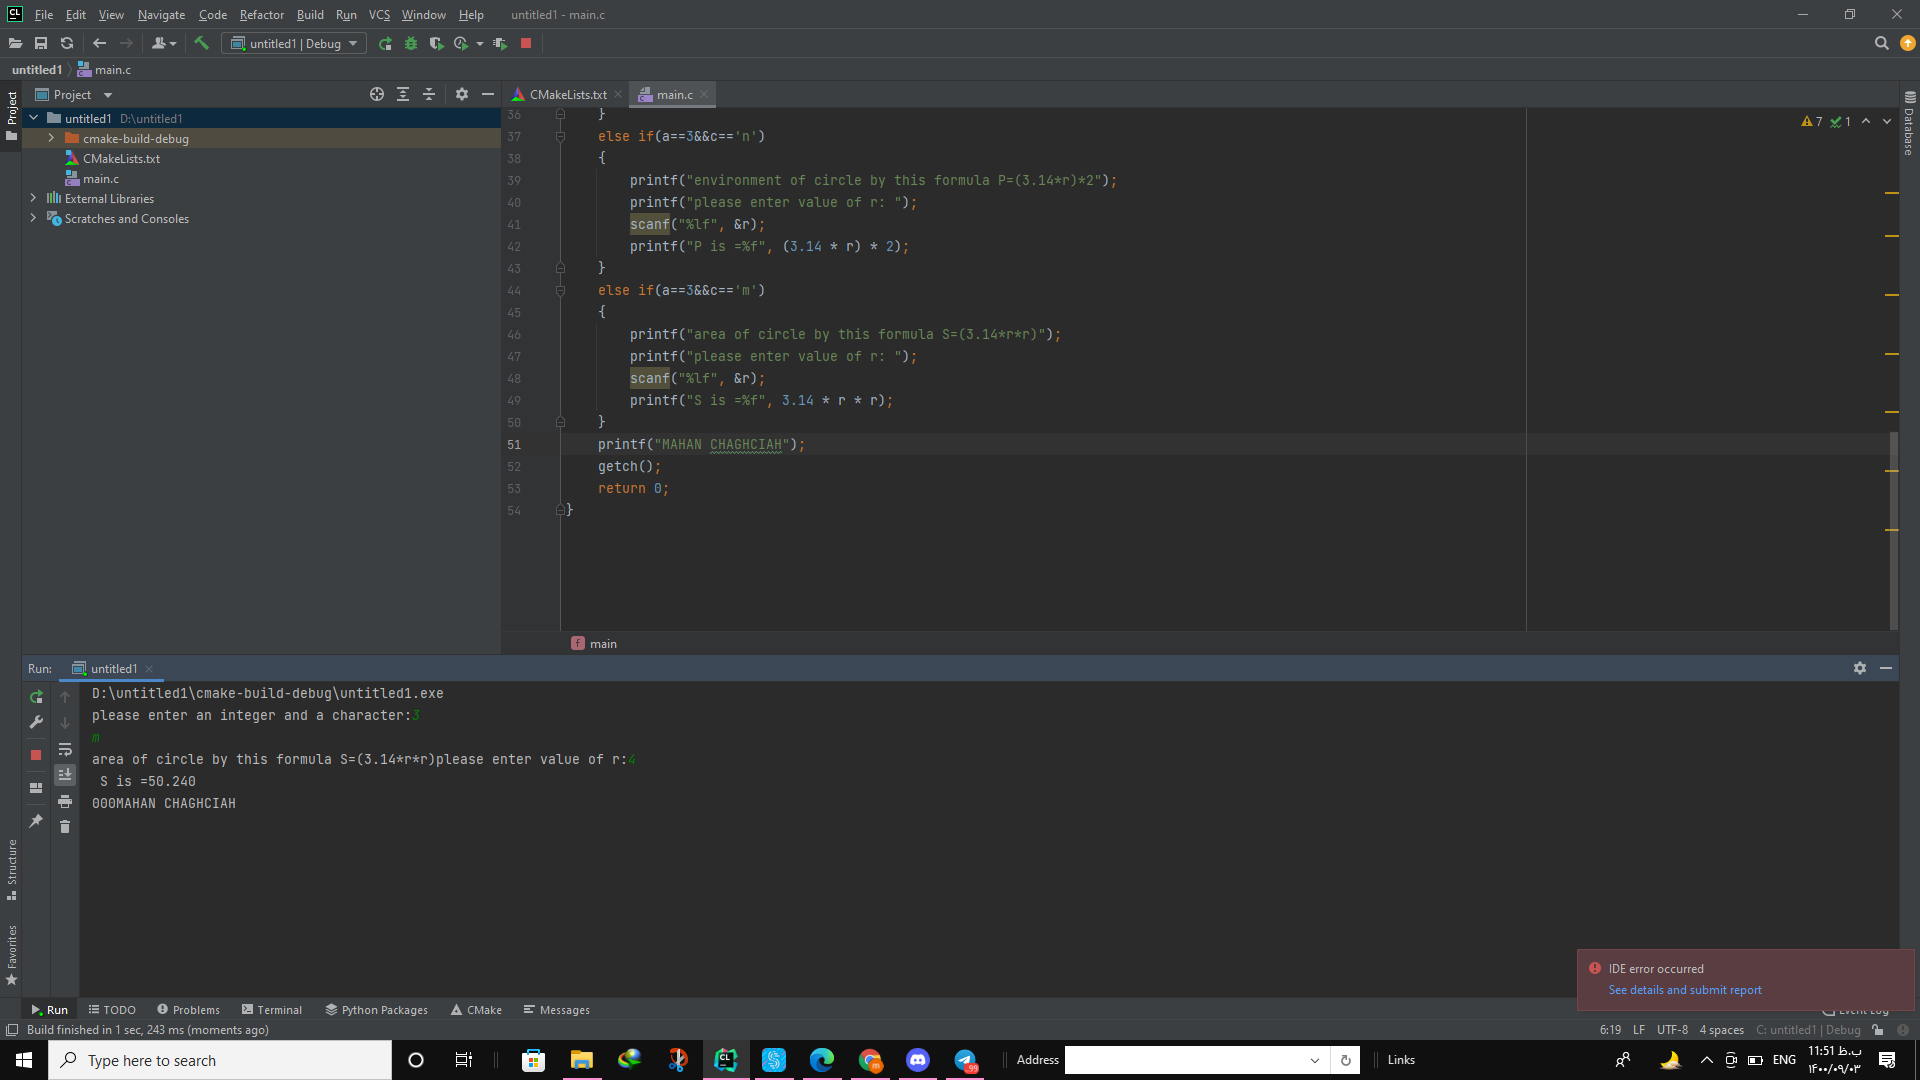 File Edit View Navigate Code Refactor Build Run VCS Window Help untitled1 - main.c
untitled1 | Debug
untitled1 main.c
Project
CMakeLists.txt main.c
untitled1 D:\untitled1
cmake-build-debug
CMakeLists.txt
main.c
External Libraries
Scratches and Consoles
Project
Structure
Favorites
Database
7 1
36 }
37 else if(a==3&&c=='n')
38 {
39 printf("environment of circle by this formula P=(3.14*r)*2");
40 printf("please enter value of r: ");
41 scanf("%lf", &r);
42 printf("P is =%f", (3.14 * r) * 2);
43 }
44 else if(a==3&&c=='m')
45 {
46 printf("area of circle by this formula S=(3.14*r*r)");
47 printf("please enter value of r: ");
48 scanf("%lf", &r);
49 printf("S is =%f", 3.14 * r * r);
50 }
51 printf("MAHAN CHAGHCIAH");
52 getch();
53 return 0;
54 }
f main
Run: untitled1
D:\untitled1\cmake-build-debug\untitled1.exe
please enter an integer and a character:3
m
area of circle by this formula S=(3.14*r*r)please enter value of r:4
S is =50.240
000MAHAN CHAGHCIAH
IDE error occurred
See details and submit report
Run TODO Problems Terminal Python Packages CMake Messages Event Log
Build finished in 1 sec, 243 ms (moments ago) 6:19 LF UTF-8 4 spaces C: untitled1 | Debug
Type here to search Address Links ENG
11:51 ب.ظ
۱۴۰۰/۰۹/۰۳